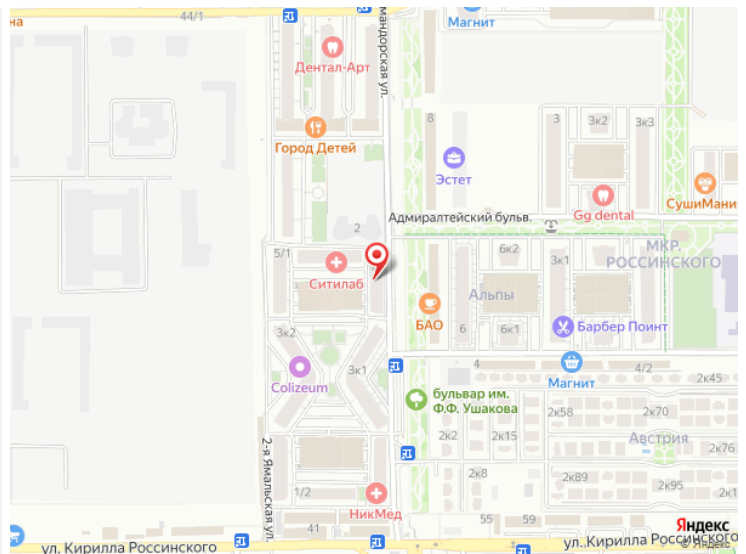 на
44/1
мандорская ул.
Магнит
Дентал-Арт
Город Детей
8
Эстет
3
3к2
3к3
СушиМания
Gg dental
2
Адмиралтейский бульв.
5/1
Ситилаб
6к2
3к1
МКР.
РОССИНСКОГО
Альпы
БАО
6
6к1
Барбер Поинт
3к2
3к1
Colizeum
4
Магнит
4/2
2к45
бульвар им.
Ф.Ф. Ушакова
2к58
2к70
2к2
2к15
Австрия
2к76
2-я Ямальская ул.
2к8
2к89
2к95
1/2
НикМед
41
55
59
ул. Кирилла Россинского
ул. Кирилла Россинского
Яндекс
© Яндекс